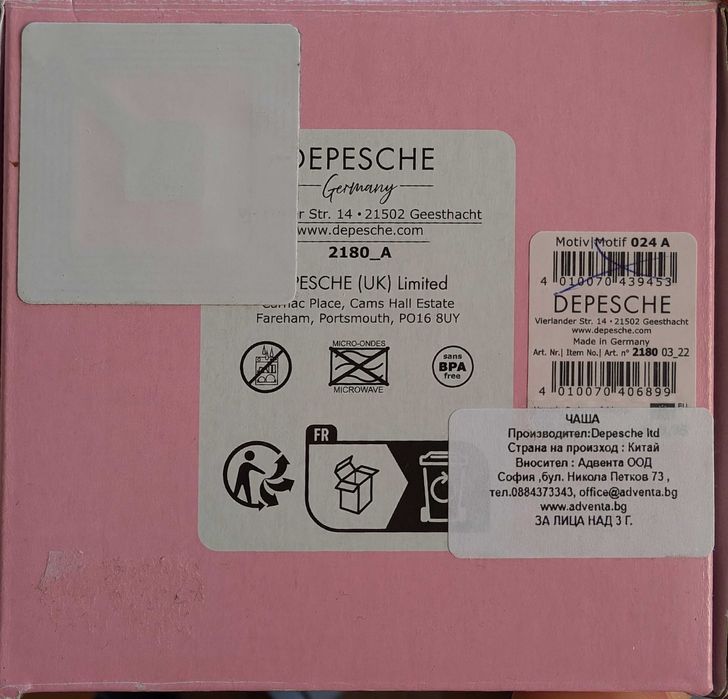 DEPESCHE
Germany
Str. 14 • 21502 Geesthacht
www.depesche.com
2180_A
(UK) Limited
Place, Cams Hall Estate
Fareham, Portsmouth, PO16 8UY
MICRO-ONDES
MICROWAVE
sans
BPA
free
FR
Motiv|Motif 024 A
4 010070 439453
DEPESCHE
Vierlander Str. 14 • 21502 Geesthacht
www.depesche.com
Made in Germany
Art. Nr.| Item No.| Art. n° 2180 03_22
4 010070 406899
ЧАША
Производител:Depesche ltd
Страна на произход : Китай
Вносител : Адвента ООД
София ,бул. Никола Петков 73 ,
тел.0884373343, office@adventa.bg
www.adventa.bg
ЗА ЛИЦА НАД 3 Г.